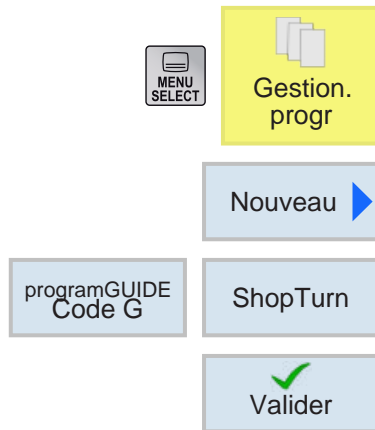 MENU
SELECT
Gestion.
progr
Nouveau
programGUIDE
Code G
ShopTurn
Valider